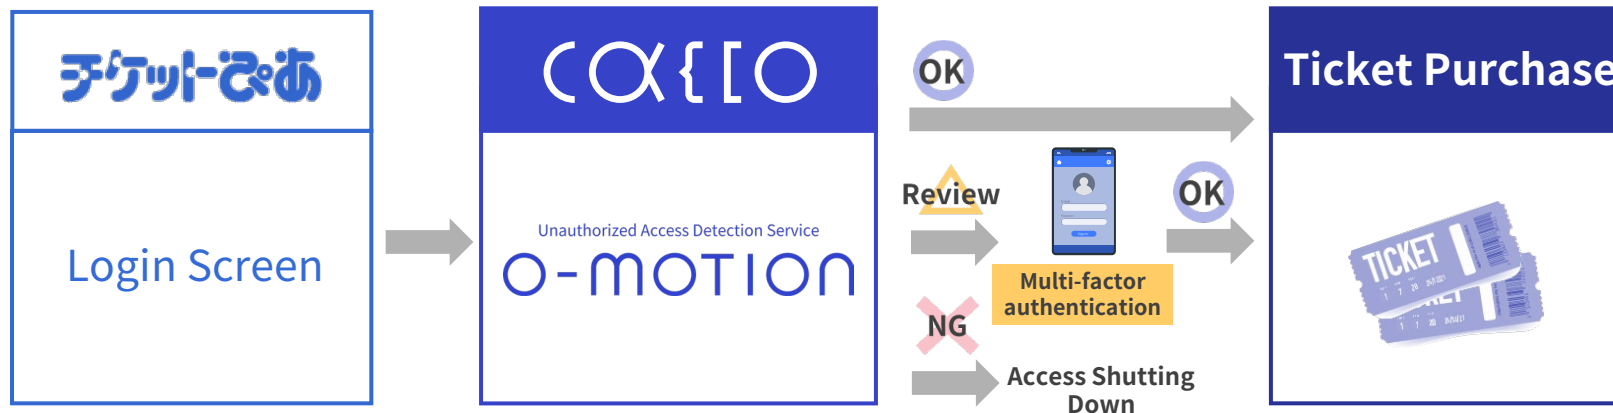 チケットぴあ
Login Screen
cacco
Unauthorized Access Detection Service
O-MOTION
OK
Review
OK
Multi-factor
authentication
NG
Access Shutting
Down
Ticket Purchase
TICKET